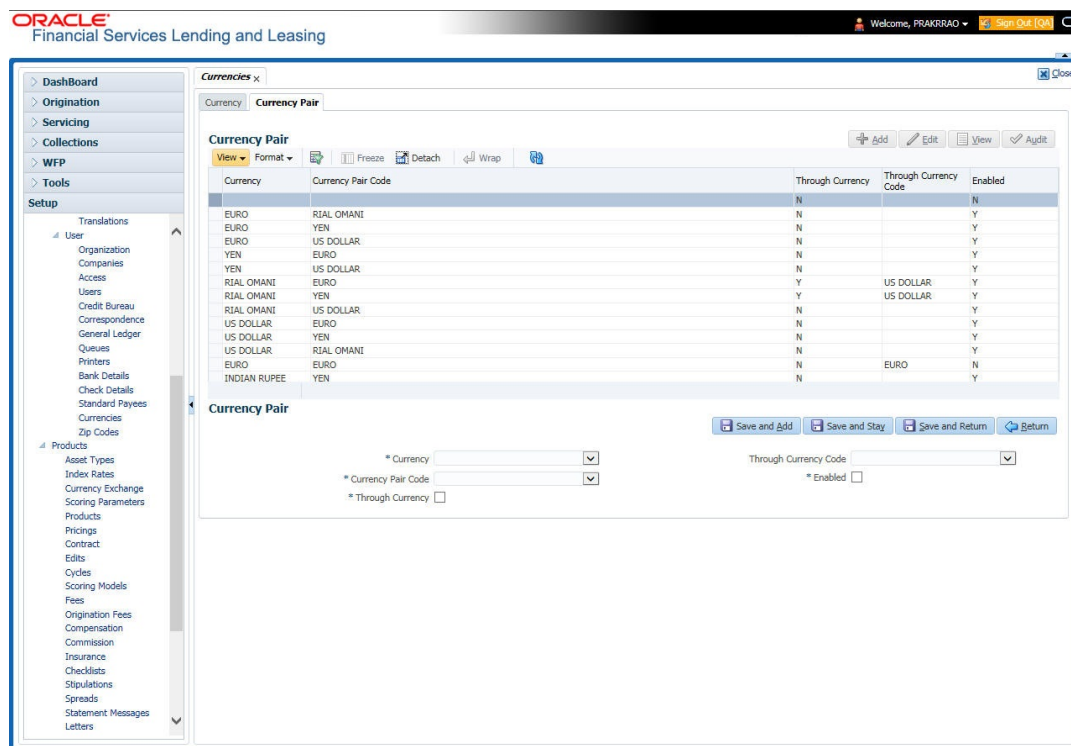 ORACLE
Financial Services Lending and Leasing
Welcome, PRAKRRAO
Sign Out [QA]
DashBoard
Origination
Servicing
Collections
WFP
Tools
Setup
Translations
User
Organization
Companies
Access
Users
Credit Bureau
Correspondence
General Ledger
Queues
Printers
Bank Details
Check Details
Standard Payees
Currencies
Zip Codes
Products
Asset Types
Index Rates
Currency Exchange
Scoring Parameters
Products
Pricings
Contract
Edits
Cycles
Scoring Models
Fees
Origination Fees
Compensation
Commission
Insurance
Checklists
Stipulations
Spreads
Statement Messages
Letters
Currencies x
Close
Currency Currency Pair
Currency Pair
Add Edit View Audit
View Format Freeze Detach Wrap
Currency Currency Pair Code Through Currency Through Currency Code Enabled
N N
EURO RIAL OMANI N Y
EURO YEN N Y
EURO US DOLLAR N Y
YEN EURO N Y
YEN US DOLLAR N Y
RIAL OMANI EURO Y US DOLLAR Y
RIAL OMANI YEN Y US DOLLAR Y
RIAL OMANI US DOLLAR N Y
US DOLLAR EURO N Y
US DOLLAR YEN N Y
US DOLLAR RIAL OMANI N Y
EURO EURO N EURO N
INDIAN RUPEE YEN N Y
Currency Pair
Save and Add Save and Stay Save and Return Return
* Currency
Through Currency Code
* Currency Pair Code
* Enabled
* Through Currency